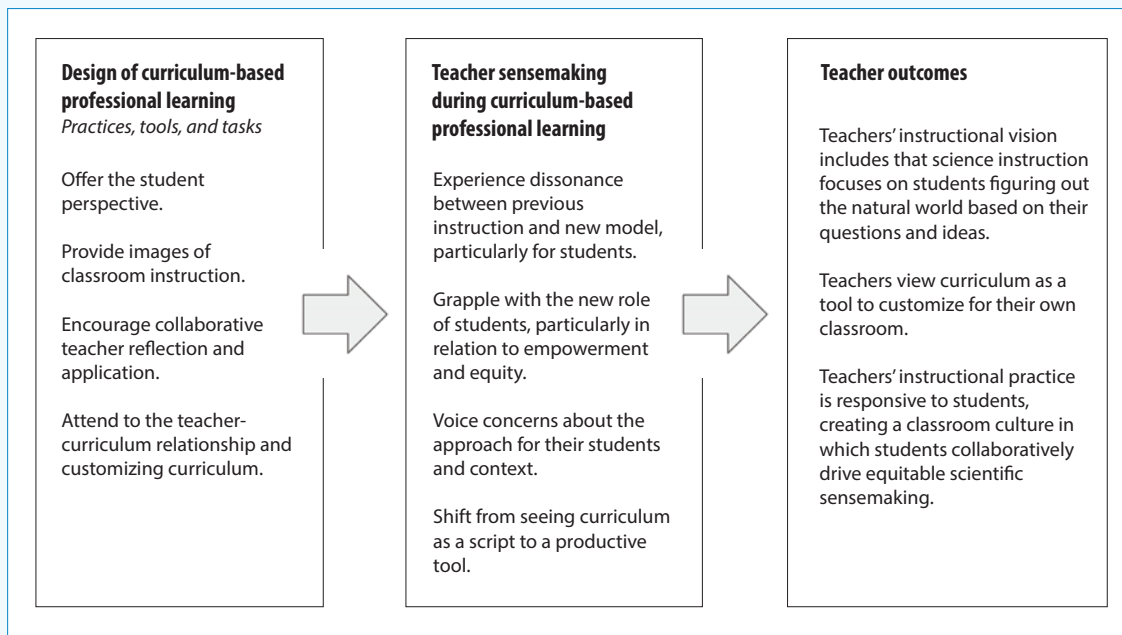 Design of curriculum-based
professional learning
Practices, tools, and tasks
Offer the student
perspective.
Provide images of
classroom instruction.
Encourage collaborative
teacher reflection and
application.
Attend to the teacher-
curriculum relationship and
customizing curriculum.
Teacher sensemaking
during curriculum-based
professional learning
Experience dissonance
between previous
instruction and new model,
particularly for students.
Grapple with the new role
of students, particularly in
relation to empowerment
and equity.
Voice concerns about the
approach for their students
and context.
Shift from seeing curriculum
as a script to a productive
tool.
Teacher outcomes
Teachers’ instructional vision
includes that science instruction
focuses on students figuring out
the natural world based on their
questions and ideas.
Teachers view curriculum as a
tool to customize for their own
classroom.
Teachers’ instructional practice
is responsive to students,
creating a classroom culture in
which students collaboratively
drive equitable scientific
sensemaking.